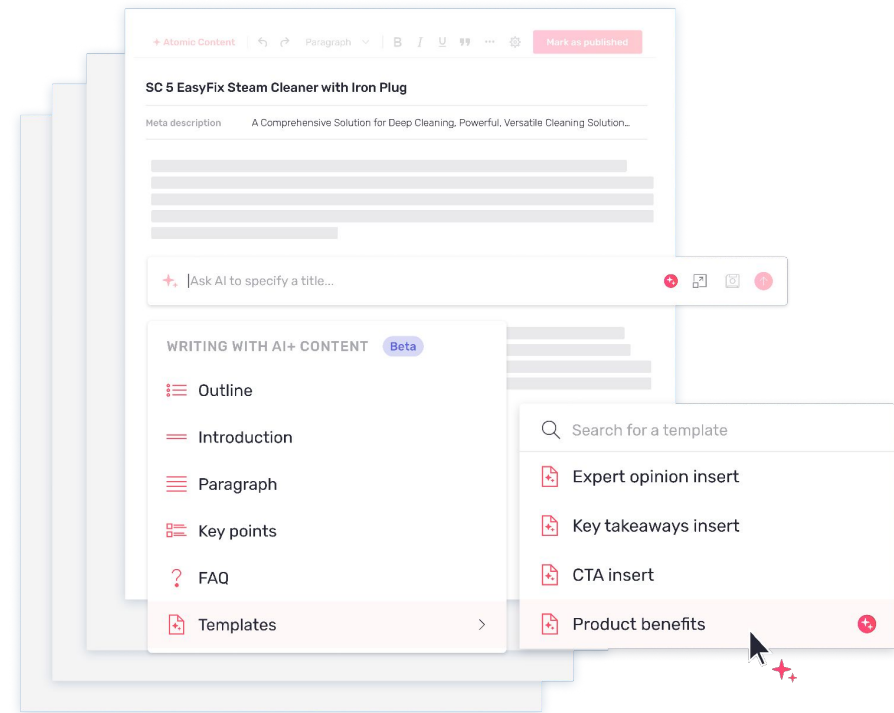 + Atomic Content Paragraph B I U ❞ ... Mark as published
SC 5 EasyFix Steam Cleaner with Iron Plug
Meta description A Comprehensive Solution for Deep Cleaning, Powerful, Versatile Cleaning Solution...
Ask AI to specify a title...
WRITING WITH AI+ CONTENT Beta
Outline
Introduction
Paragraph
Key points
FAQ
Templates
Search for a template
Expert opinion insert
Key takeaways insert
CTA insert
Product benefits